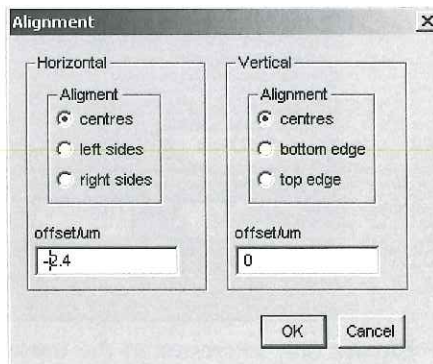 Alignment
Horizontal
Vertical
Aligment
Alignment
centres
centres
left sides
bottom edge
right sides
top edge
offset/um
offset/um
-2.4
0
OK
Cancel